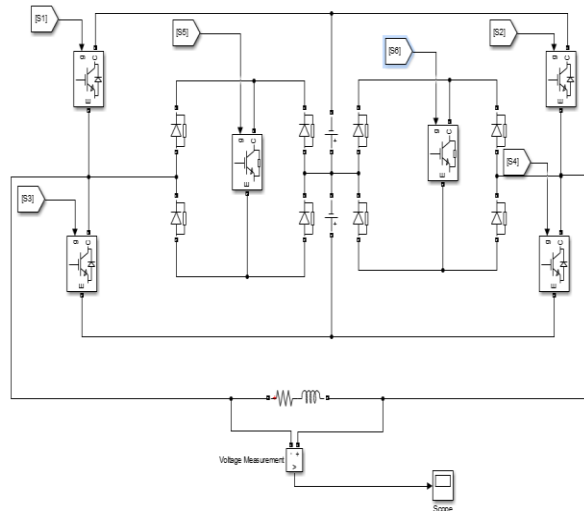 [S1]
[S5]
[S2]
[S6]
g C
g C
g C
g C
E
E
E
E
[S3]
[S4]
g C
g C
E
E
- +
v
Voltage Measurement
Scope